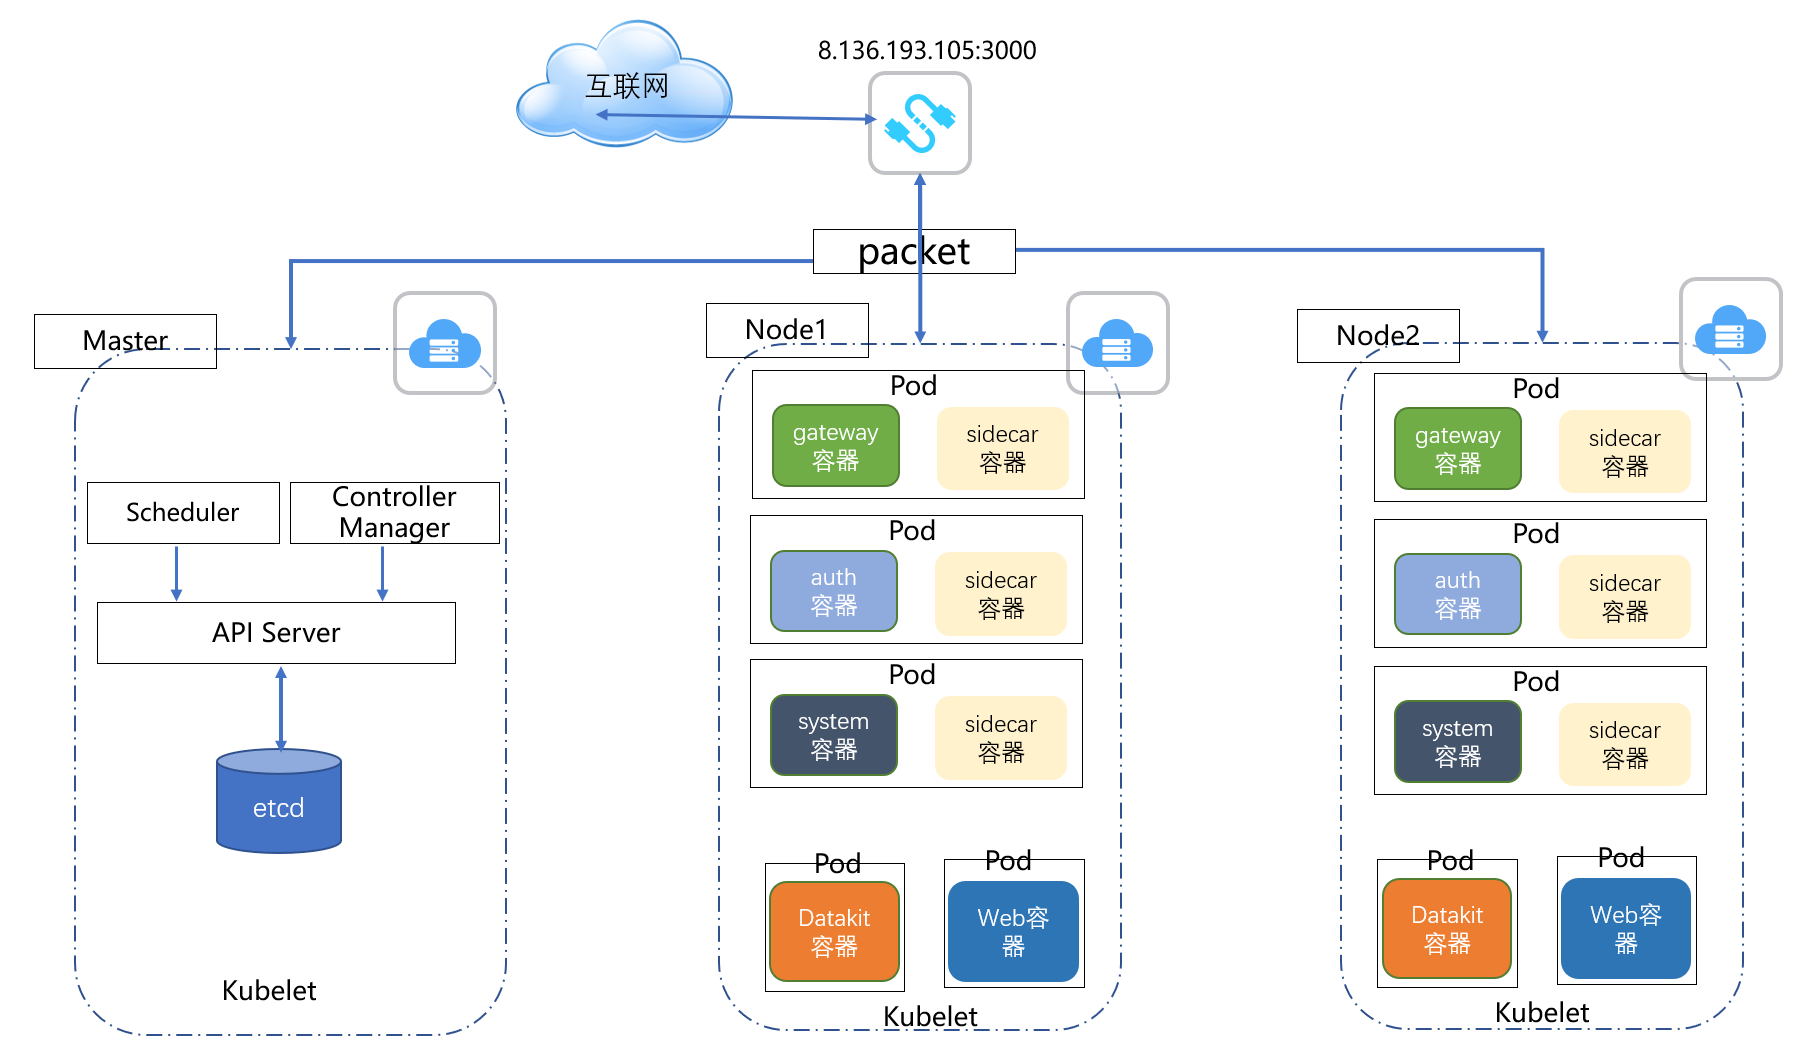 8.136.193.105:3000
互联网
packet
Master
Scheduler
Controller
Manager
API Server
etcd
Kubelet
Node1
Pod
gateway
容器
sidecar
容器
Pod
auth
容器
sidecar
容器
Pod
system
容器
sidecar
容器
Pod
Datakit
容器
Pod
Web容
器
Kubelet
Node2
Pod
gateway
容器
sidecar
容器
Pod
auth
容器
sidecar
容器
Pod
system
容器
sidecar
容器
Pod
Datakit
容器
Pod
Web容
器
Kubelet